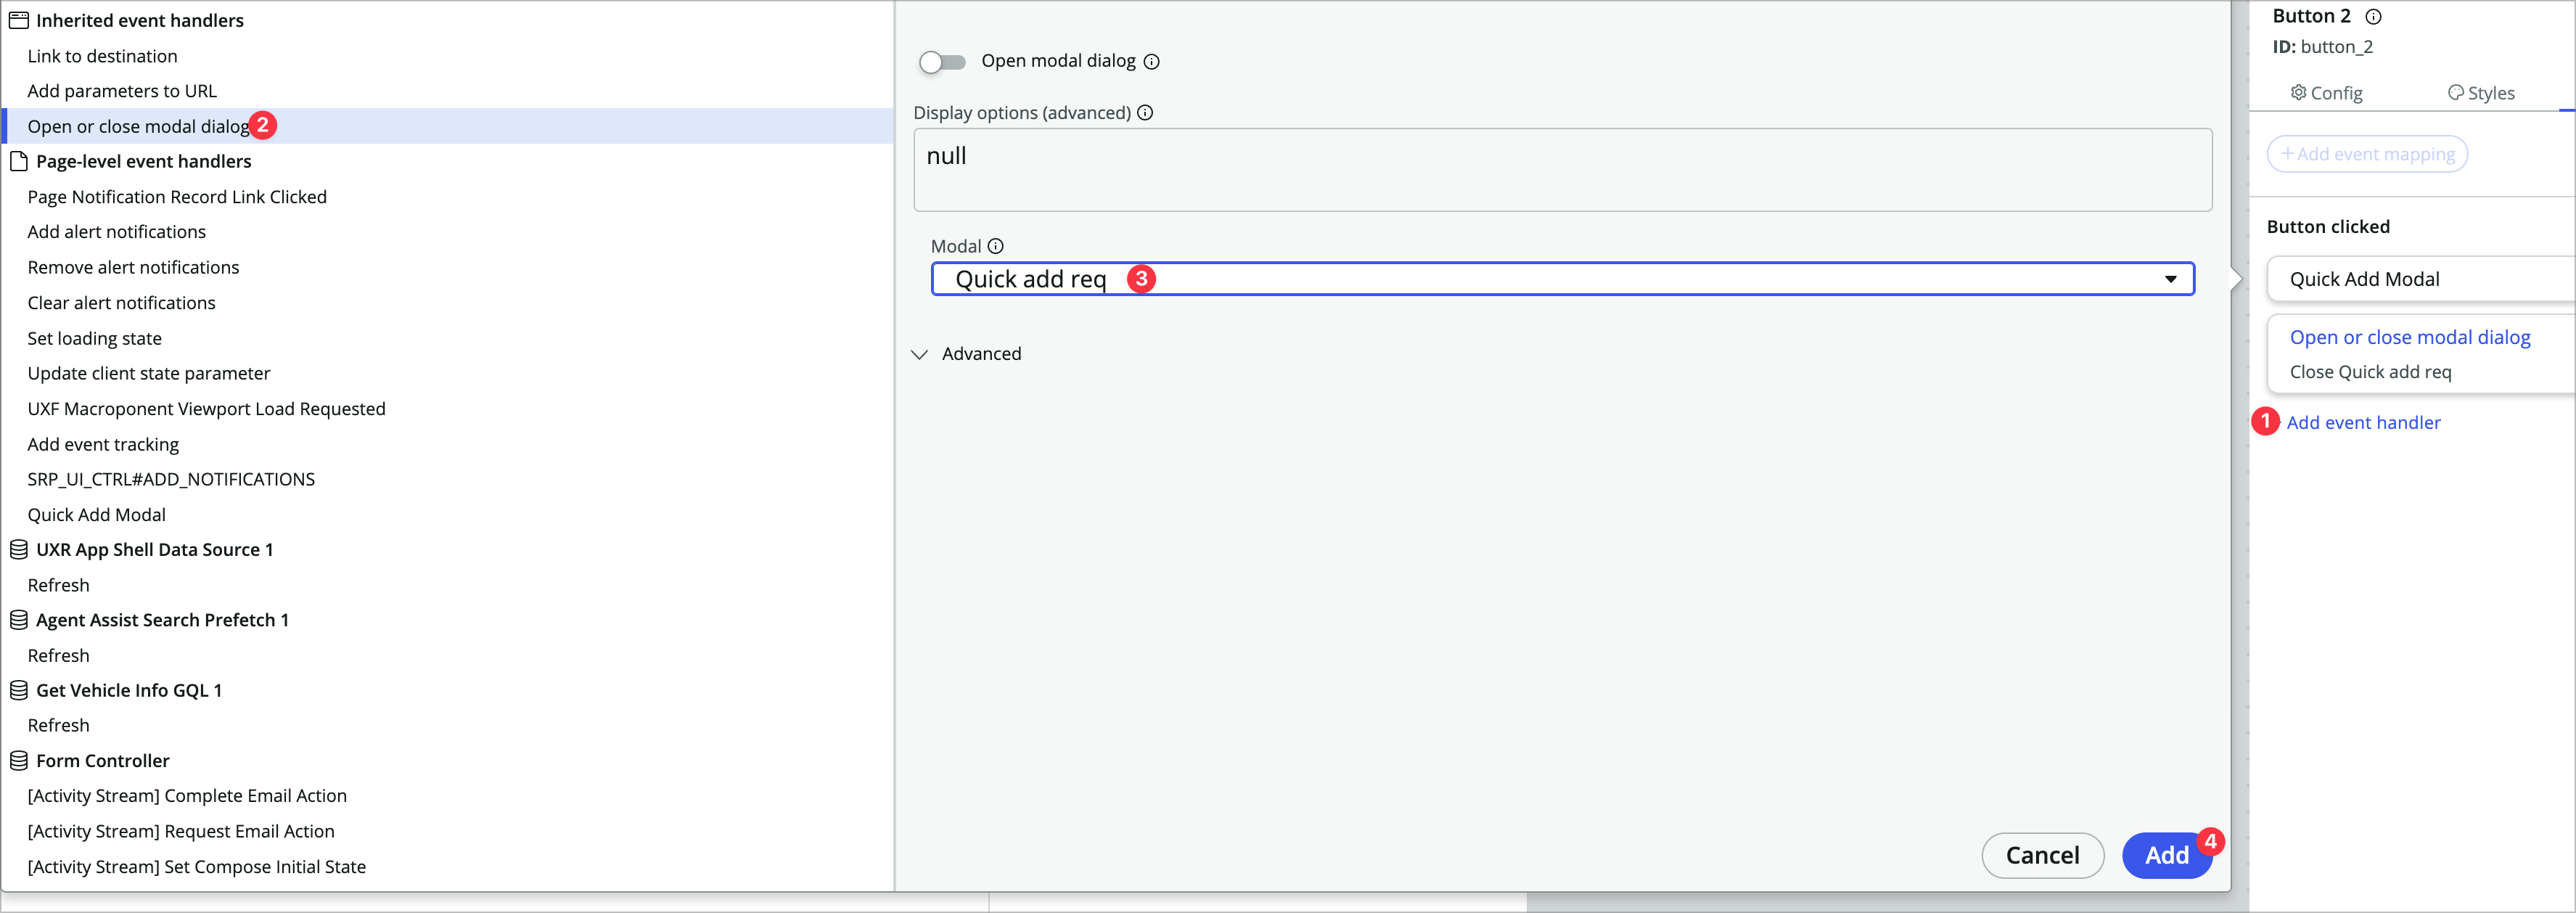 Inherited event handlers
Link to destination
Add parameters to URL
Open or close modal dialog 2
Page-level event handlers
Page Notification Record Link Clicked
Add alert notifications
Remove alert notifications
Clear alert notifications
Set loading state
Update client state parameter
UXF Macroponent Viewport Load Requested
Add event tracking
SRP_UI_CTRL#ADD_NOTIFICATIONS
Quick Add Modal
UXR App Shell Data Source 1
Refresh
Agent Assist Search Prefetch 1
Refresh
Get Vehicle Info GQL 1
Refresh
Form Controller
[Activity Stream] Complete Email Action
[Activity Stream] Request Email Action
[Activity Stream] Set Compose Initial State
Open modal dialog
Display options (advanced)
null
Modal
Quick add req 3
Advanced
Cancel
Add 4
Button 2
ID: button_2
Config
Styles
+ Add event mapping
Button clicked
Quick Add Modal
Open or close modal dialog
Close Quick add req
1 Add event handler